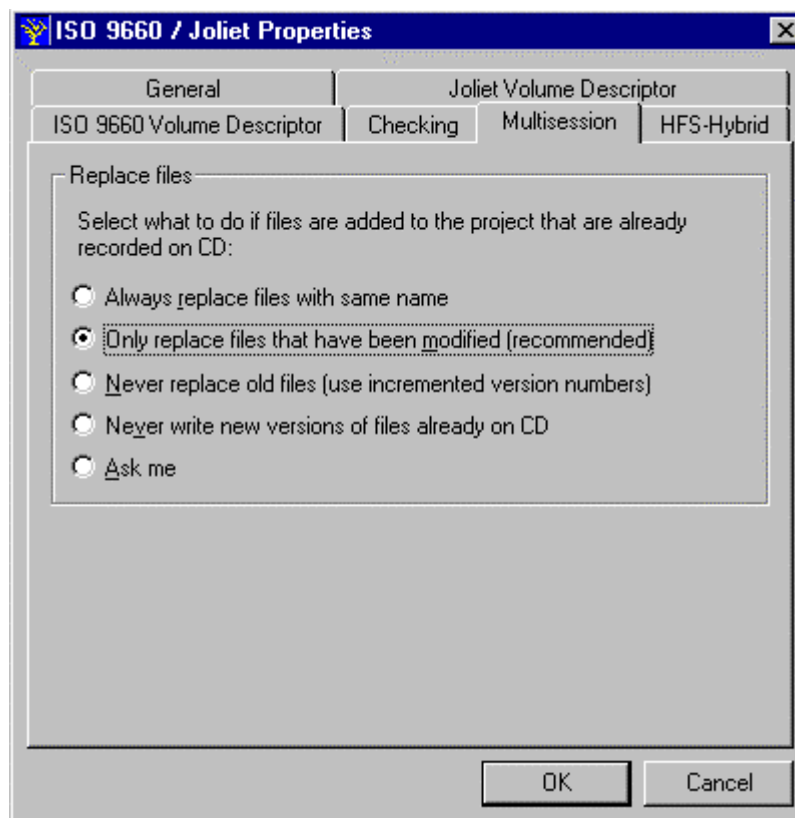 ISO 9660 / Joliet Properties
General Joliet Volume Descriptor
ISO 9660 Volume Descriptor Checking Multisession HFS-Hybrid
Replace files
Select what to do if files are added to the project that are already
recorded on CD:
Always replace files with same name
Only replace files that have been modified (recommended)
Never replace old files (use incremented version numbers)
Never write new versions of files already on CD
Ask me
OK Cancel